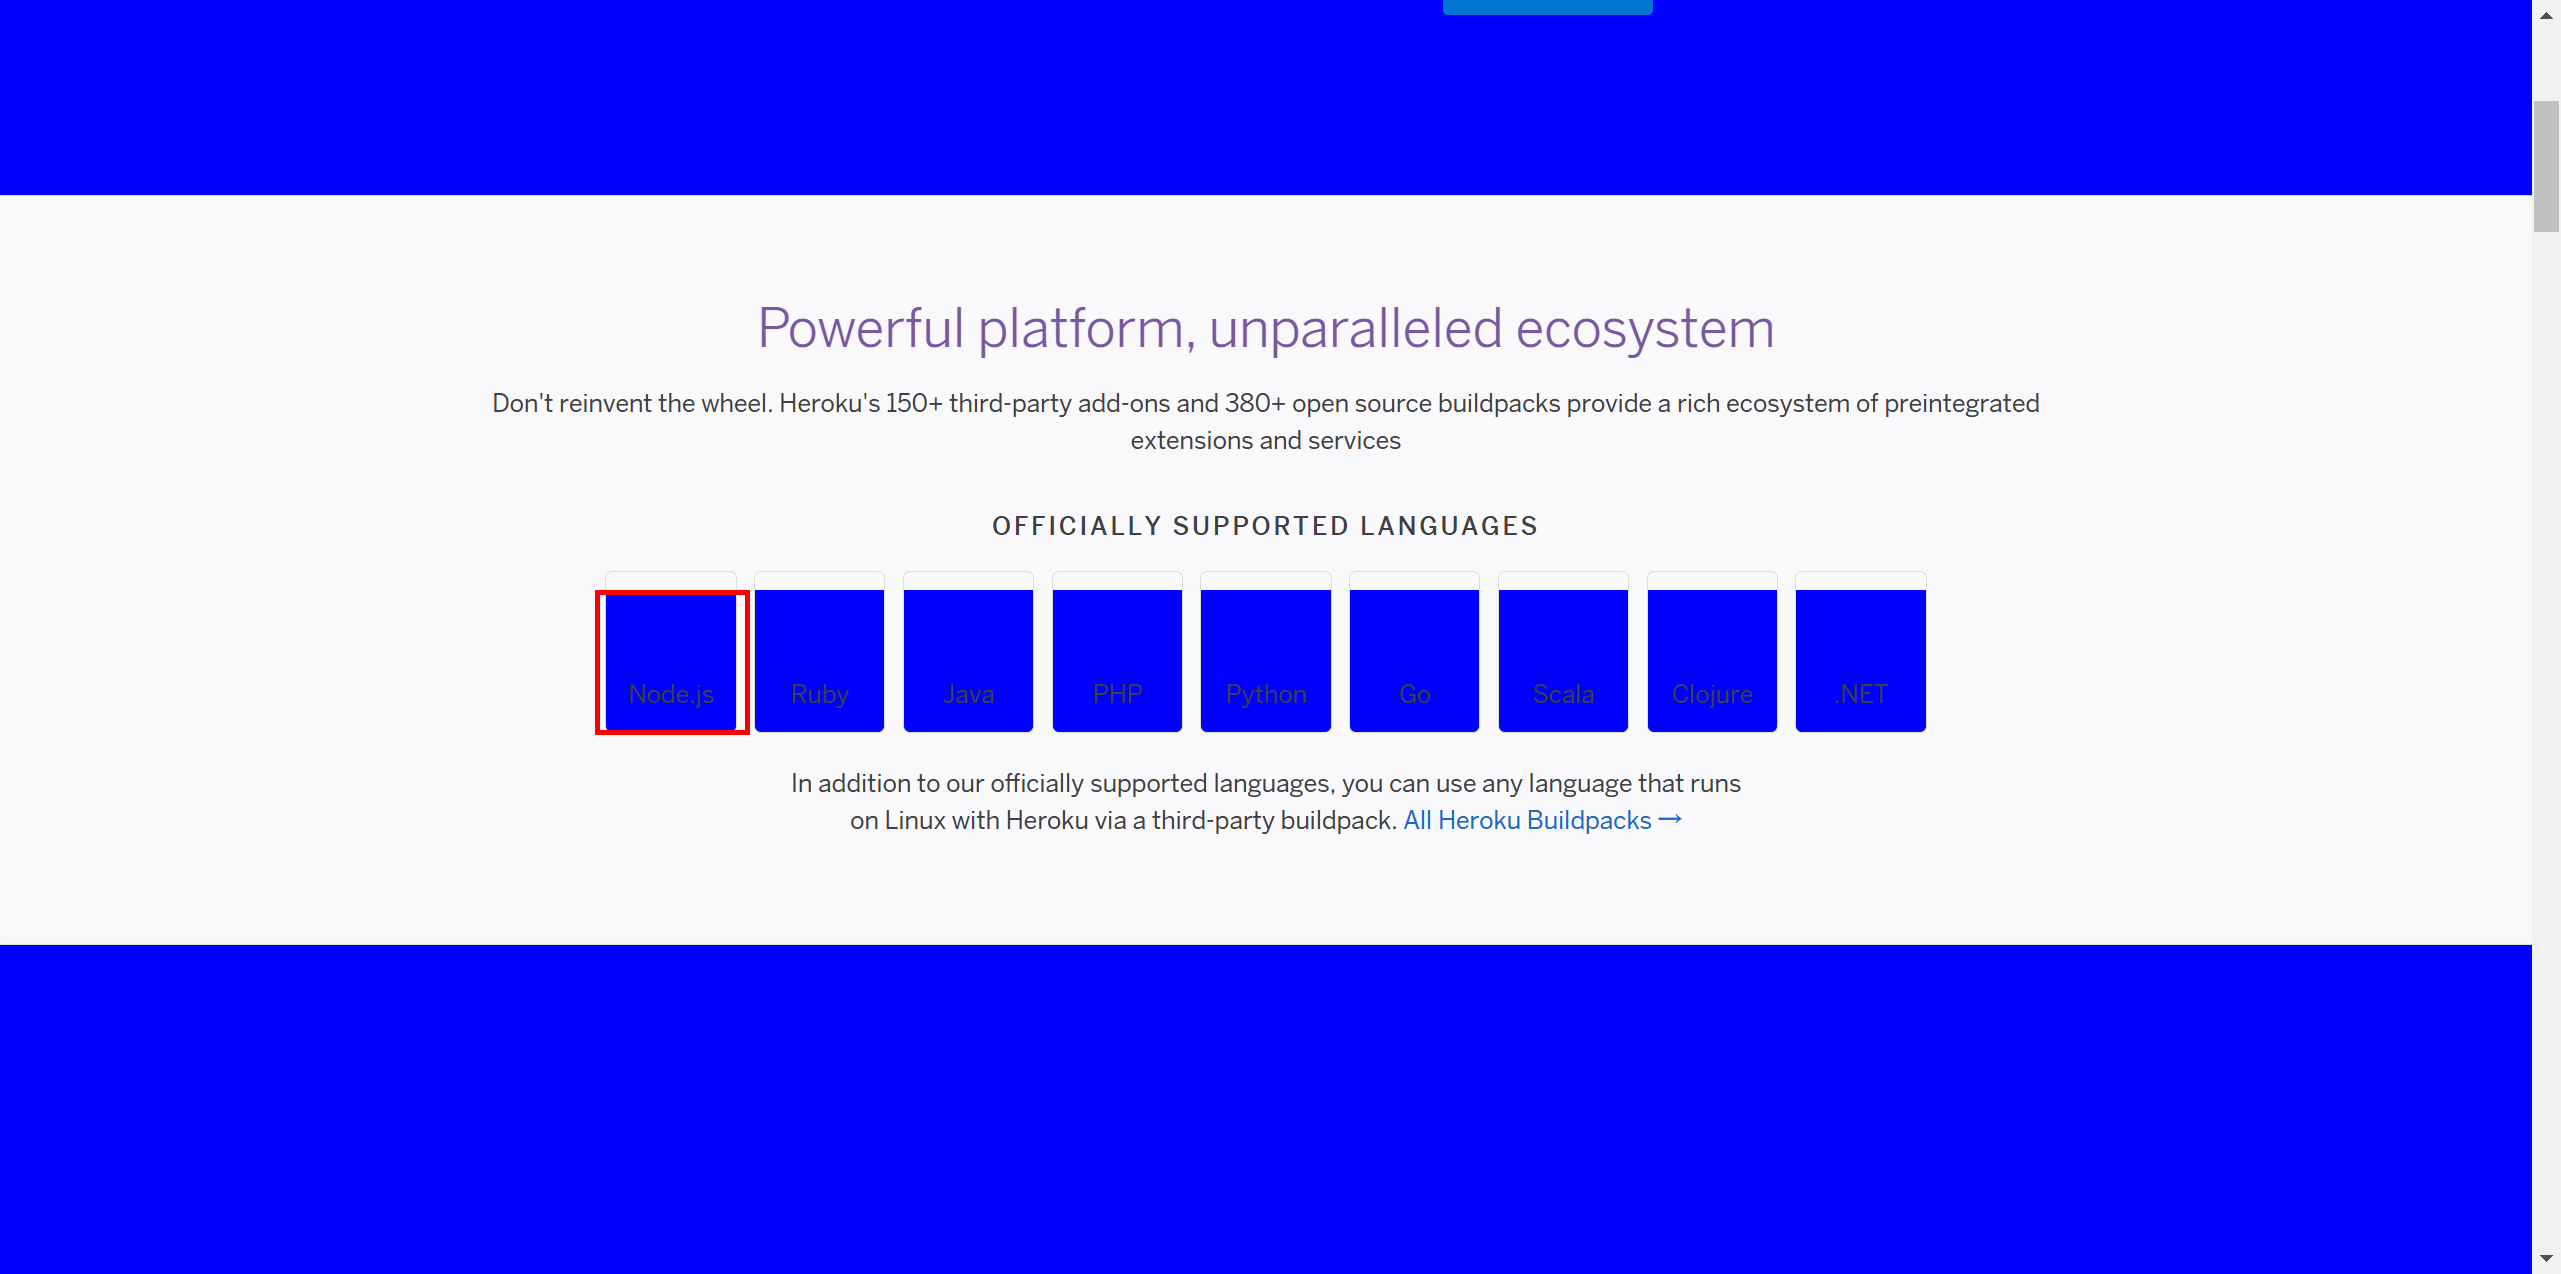 Powerful platform, unparalleled ecosystem
Don't reinvent the wheel. Heroku's 150+ third-party add-ons and 380+ open source buildpacks provide a rich ecosystem of preintegrated
extensions and services
OFFICIALLY SUPPORTED LANGUAGES
Node.js Ruby Java PHP Python Go Scala Clojure .NET
In addition to our officially supported languages, you can use any language that runs
on Linux with Heroku via a third-party buildpack. All Heroku Buildpacks →